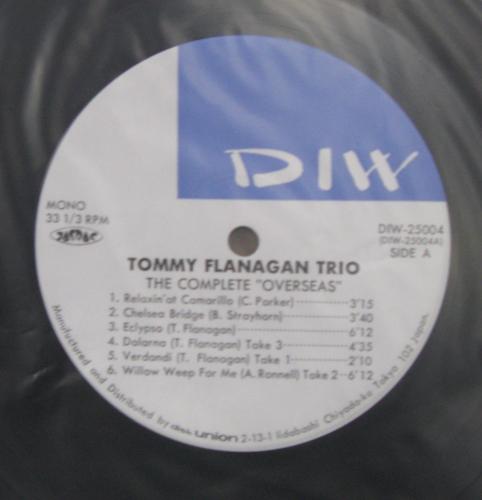 DIW
MONO
33 1/3 RPM
JASRAC
DIW-25004
(DIW-25004A)
SIDE A
TOMMY FLANAGAN TRIO
THE COMPLETE "OVERSEAS"
1. Relaxin'at Camarillo (C. Parker) 3'15
2. Chelsea Bridge (B. Strayhorn) 3'40
3. Eclypso (T. Flanagan) 6'12
4. Dalarna (T. Flanagan) Take 3 4'35
5. Verdandi (T. Flanagan) Take 1 2'10
6. Willow Weep For Me (A. Ronnell) Take 2 6'12
Manufactured and Distributed by disk union 2-13-1 Iidabashi Chiyoda-ku Tokyo 102 Japan.